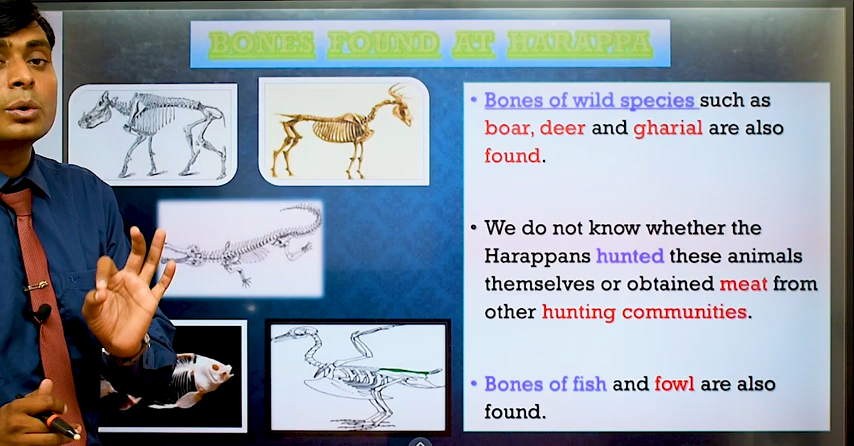 BONES FOUND AT HARAPPA
• Bones of wild species such as
boar, deer and gharial are also
found.
• We do not know whether the
Harappans hunted these animals
themselves or obtained meat from
other hunting communities.
• Bones of fish and fowl are also
found.